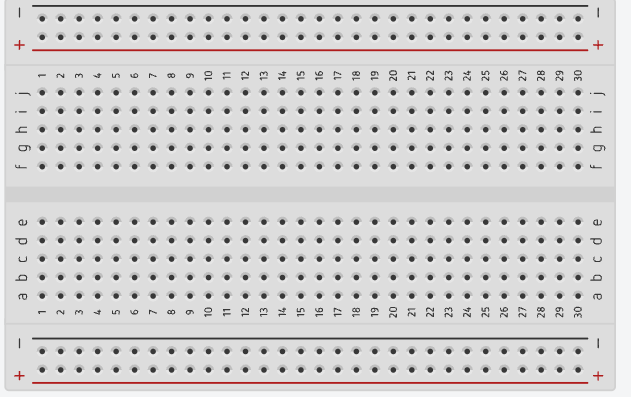 − −
+ +
1 2 3 4 5 6 7 8 9 10 11 12 13 14 15 16 17 18 19 20 21 22 23 24 25 26 27 28 29 30
j j
i i
h h
g g
f f
e e
d d
c c
b b
a a
1 2 3 4 5 6 7 8 9 10 11 12 13 14 15 16 17 18 19 20 21 22 23 24 25 26 27 28 29 30
− −
+ +